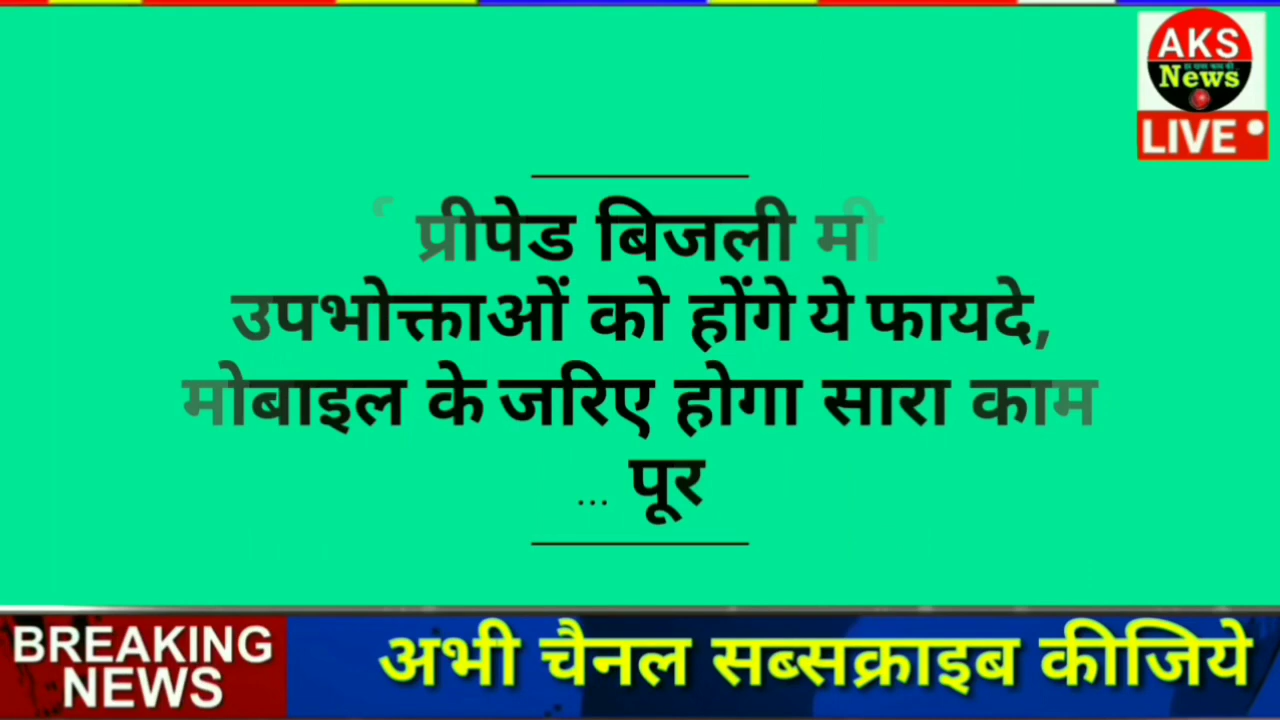 AKS
News
LIVE
प्रीपेड बिजली मी
उपभोक्ताओं को होंगे ये फायदे,
मोबाइल के जरिए होगा सारा काम
... पूर
BREAKING
NEWS
अभी चैनल सब्सक्राइब कीजिये